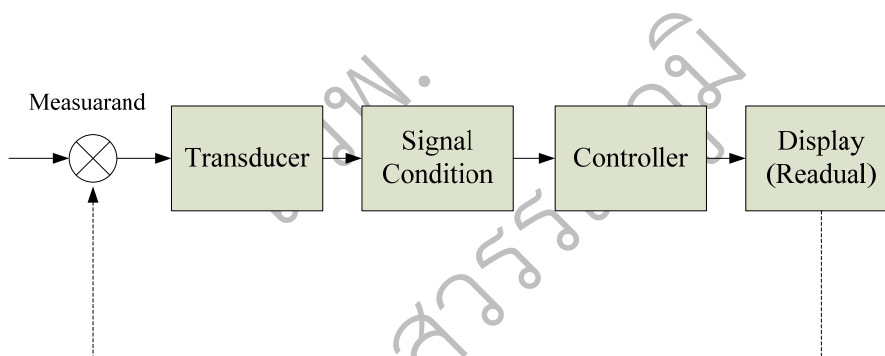 Measuarand
Transducer
Signal
Condition
Controller
Display
(Readual)